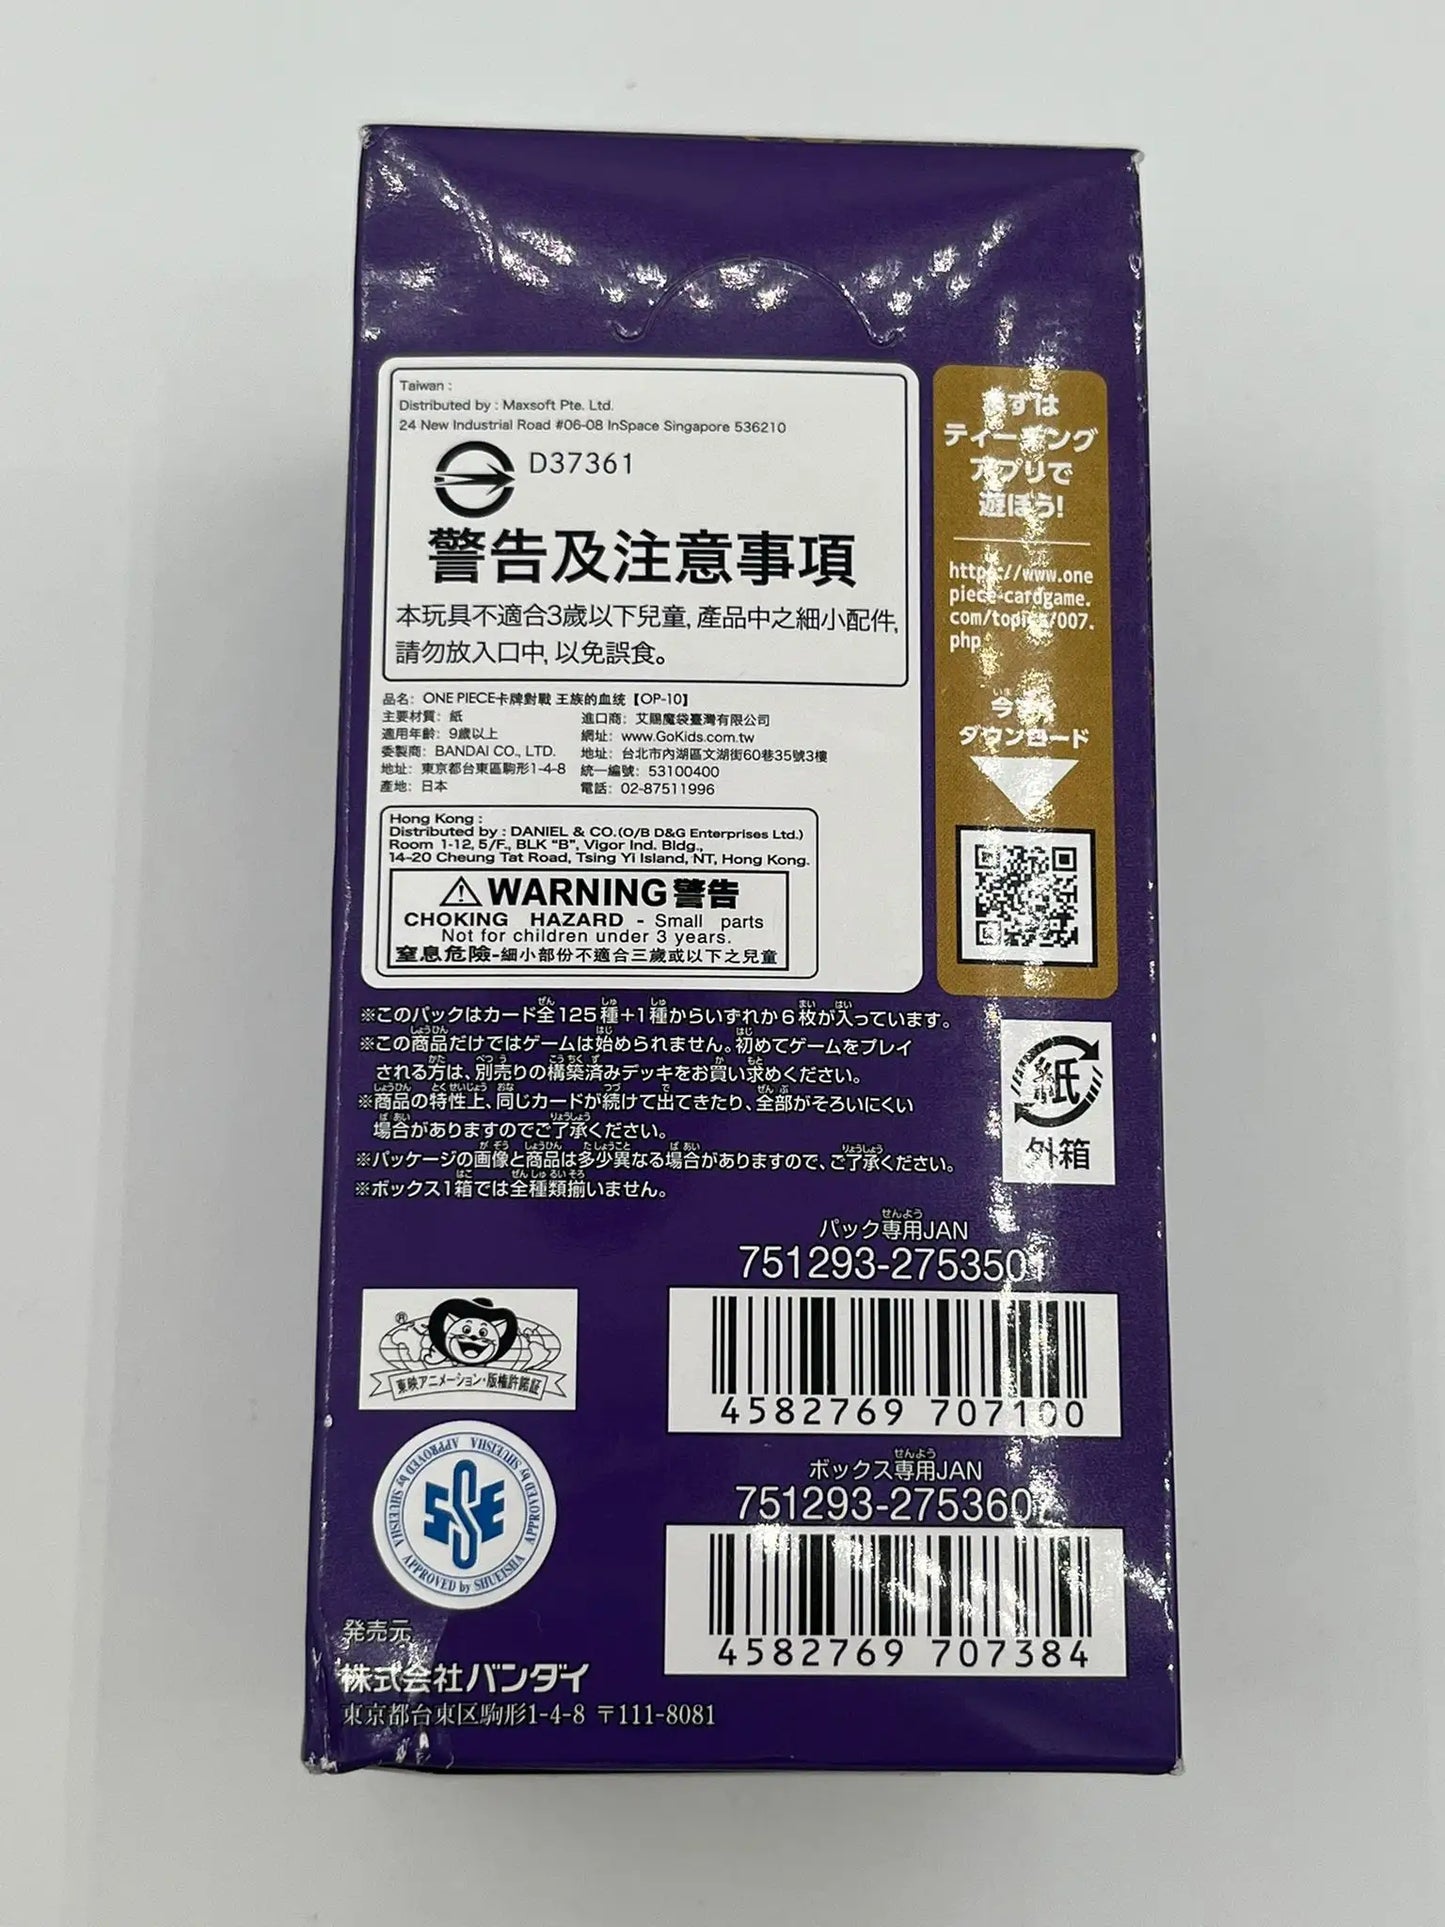 Taiwan :
Distributed by : Maxsoft Pte. Ltd.
24 New Industrial Road #06-08 InSpace Singapore 536210
D37361
警告及注意事項
本玩具不適合3歲以下兒童, 產品中之細小配件,
請勿放入口中, 以免誤食。
品名: ONE PIECE卡牌對戰 王族的血統【OP-10】
主要材質: 紙
適用年齡: 9歲以上
委製商: BANDAI CO., LTD.
地址: 東京都台東區駒形1-4-8
產地: 日本
進口商: 艾賜魔袋臺灣有限公司
網址: www.GoKids.com.tw
地址: 台北市內湖區文湖街60巷35號3樓
統一編號: 53100400
電話: 02-87511996
Hong Kong :
Distributed by : DANIEL & CO.(O/B D&G Enterprises Ltd.)
Room 1-12, 5/F., BLK "B", Vigor Ind. Bldg.,
14-20 Cheung Tat Road, Tsing Yi Island, NT, Hong Kong.
WARNING 警告
CHOKING HAZARD - Small parts
Not for children under 3 years.
窒息危險-細小部份不適合三歲或以下之兒童
まずは
ティーチング
アプリで
遊ぼう!
https://www.one
piece-cardgame.
com/topics/007.
php
今すぐ
ダウンロード
※このパックはカード全125種+1種からいずれか6枚が入っています。
※この商品だけではゲームは始められません。初めてゲームをプレイ
される方は、別売りの構築済みデッキをお買い求めください。
※商品の特性上、同じカードが続けて出てきたり、全部がそろいにくい
場合がありますのでご了承ください。
※パッケージの画像と商品は多少異なる場合がありますので、ご了承ください。
※ボックス1箱では全種類揃いません。
紙
外箱
パック専用JAN
751293-2753501
4582769 707100
ボックス専用JAN
751293-2753602
4582769 707384
®
東映アニメーション・版権許諾証
APPROVED by SHUEISHA APPROVED by SHUEISHA APPROVED by SHUEISHA
SSE
発売元
株式会社バンダイ
東京都台東区駒形1-4-8 〒111-8081